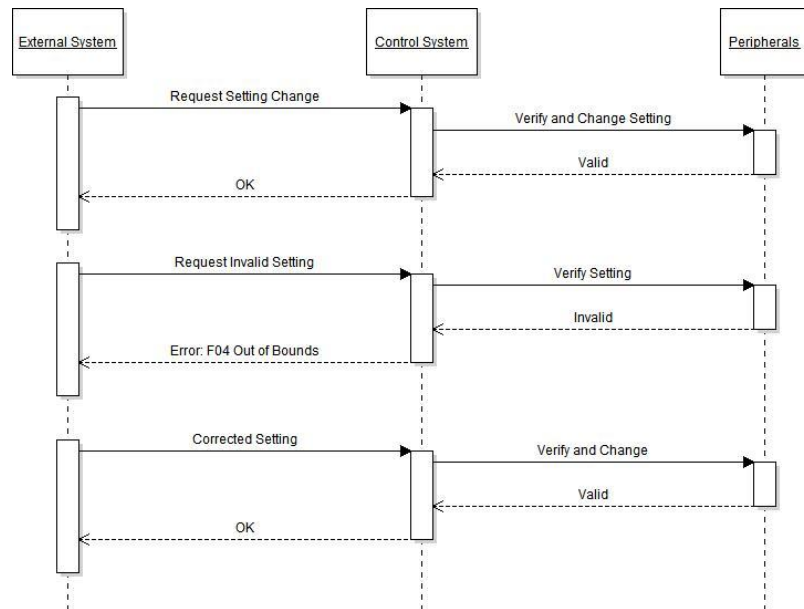 External System
Control System
Peripherals
Request Setting Change
Verify and Change Setting
Valid
OK
Request Invalid Setting
Verify Setting
Invalid
Error: F04 Out of Bounds
Corrected Setting
Verify and Change
Valid
OK